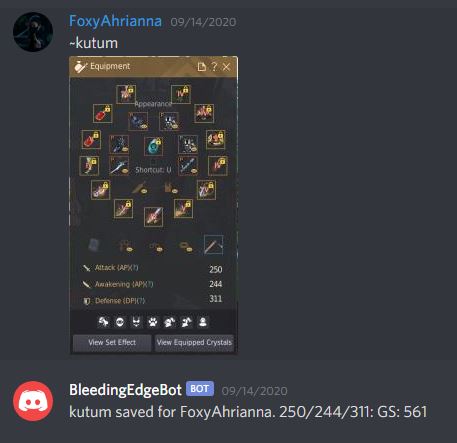 FoxyAhrianna 09/14/2020
~kutum
Equipment
Appearance
Shortcut: U
Attack (AP)(?) 250
Awakening (AP)(?) 244
Defense (DP)(?) 311
View Set Effect View Equipped Crystals
BleedingEdgeBot BOT 09/14/2020
kutum saved for FoxyAhrianna. 250/244/311: GS: 561